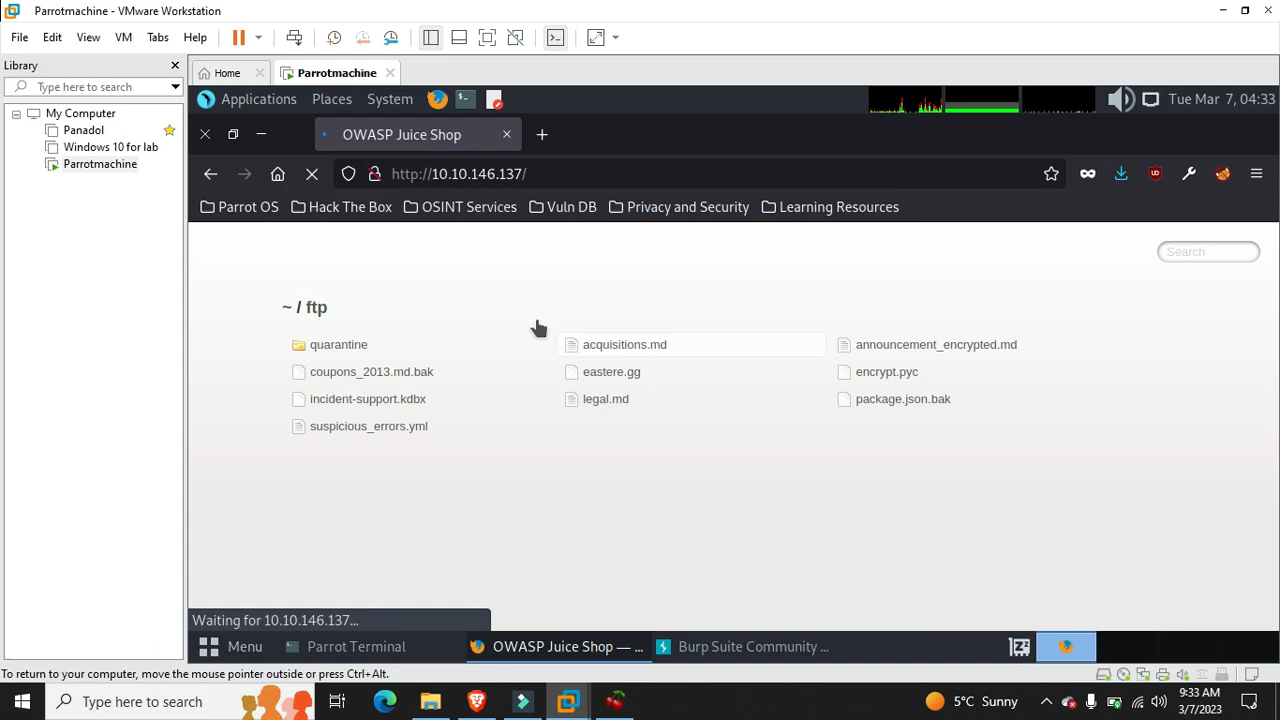 Parrotmachine - VMware Workstation
File Edit View VM Tabs Help
Library
Type here to search
My Computer
Panadol
Windows 10 for lab
Parrotmachine
Home
Parrotmachine
Applications Places System
Tue Mar 7, 04:33
OWASP Juice Shop
http://10.10.146.137/
Parrot OS Hack The Box OSINT Services Vuln DB Privacy and Security Learning Resources
Search
~ / ftp
quarantine acquisitions.md announcement_encrypted.md
coupons_2013.md.bak eastere.gg encrypt.pyc
incident-support.kdbx legal.md package.json.bak
suspicious_errors.yml
Waiting for 10.10.146.137...
Menu Parrot Terminal OWASP Juice Shop — ... Burp Suite Community ...
To return to your computer, move the mouse pointer outside or press Ctrl+Alt.
Type here to search
5°C Sunny
9:33 AM
3/7/2023